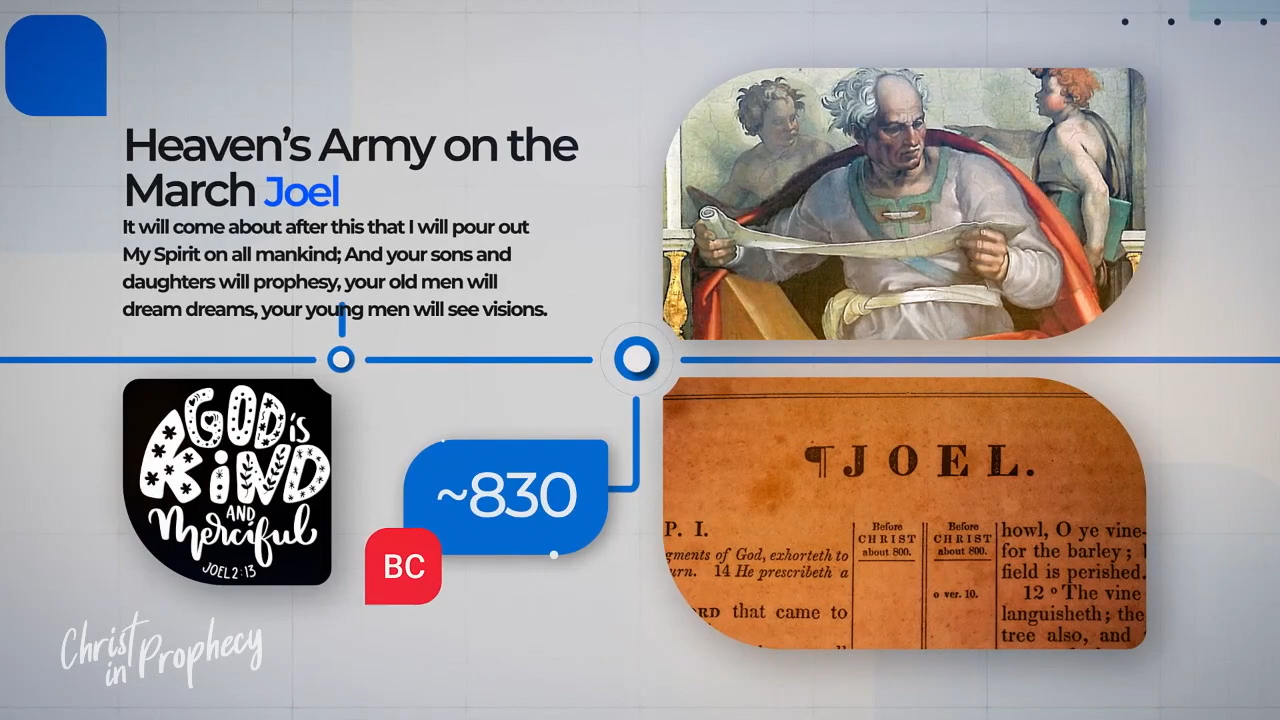 Heaven's Army on the
March Joel
It will come about after this that I will pour out
My Spirit on all mankind; And your sons and
daughters will prophesy, your old men will
dream dreams, your young men will see visions.
GOD is
KiND
AND
Merciful
JOEL 2:13
~830
BC
¶JOEL.
P. I.
gments of God, exhorteth to
urn. 14 He prescribeth a
ORD that came to
Before
CHRIST
about 800.
Before
CHRIST
about 800.
o ver. 10.
howl, O ye vine-
for the barley;
field is perished.
12 º The vine
languisheth; the
tree also, and
Christ
in Prophecy